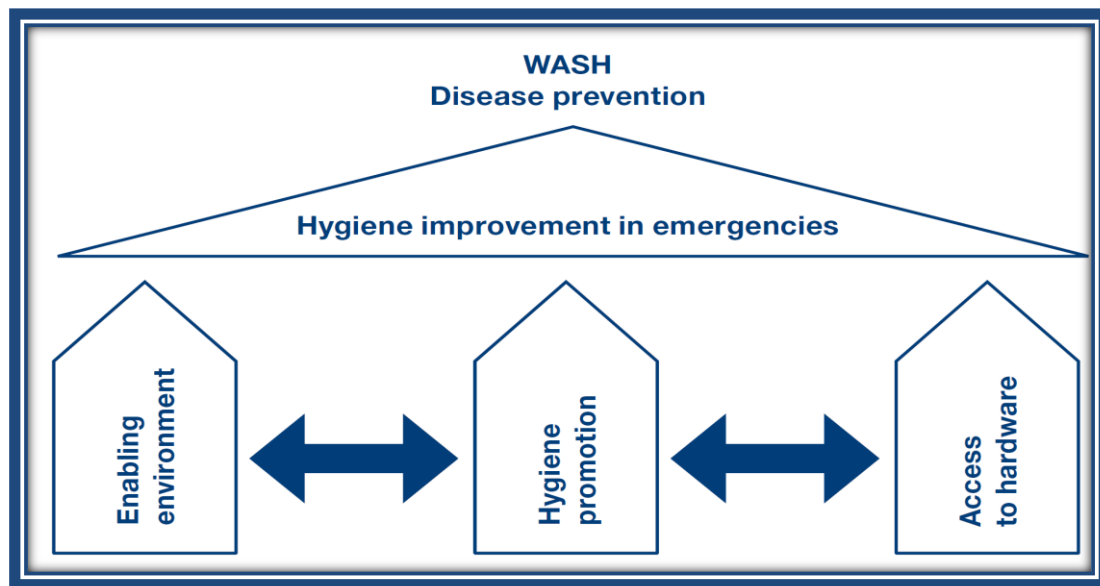 WASH
Disease prevention
Hygiene improvement in emergencies
Enabling
environment
Hygiene
promotion
Access
to hardware